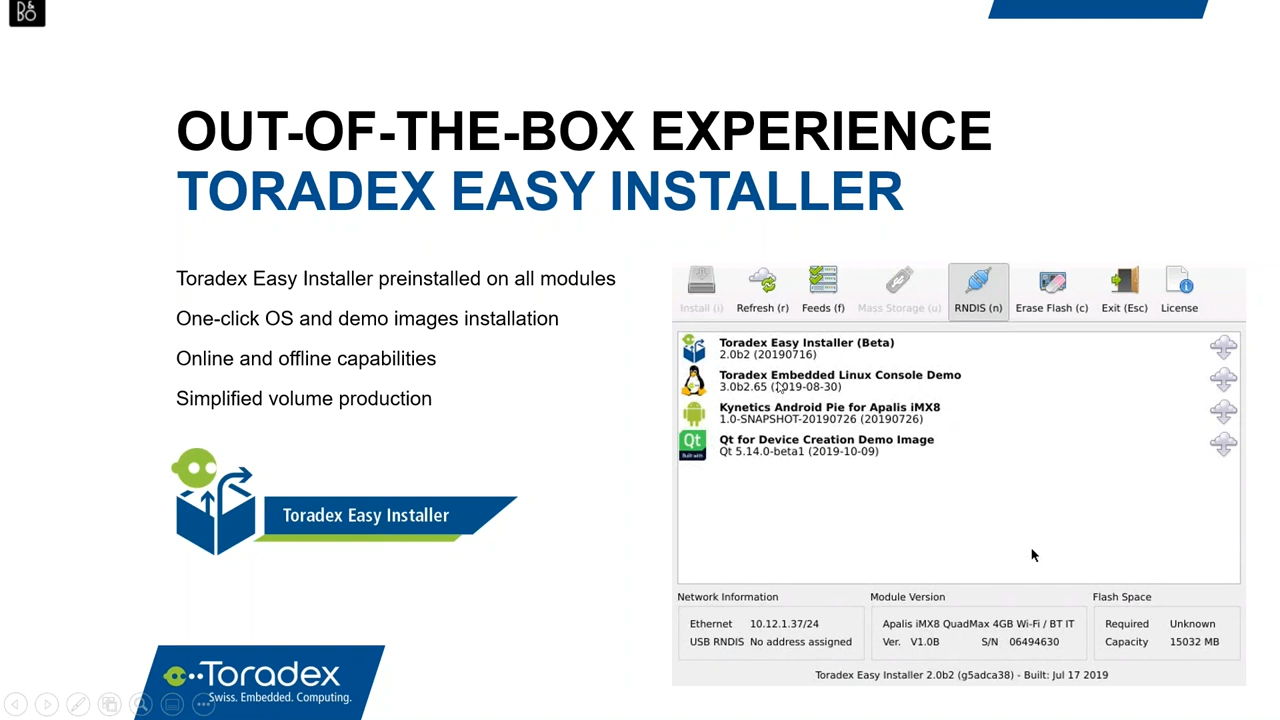 B&O
OUT-OF-THE-BOX EXPERIENCE
TORADEX EASY INSTALLER
Toradex Easy Installer preinstalled on all modules
One-click OS and demo images installation
Online and offline capabilities
Simplified volume production
Toradex Easy Installer
Toradex
Swiss. Embedded. Computing.
Install (i) Refresh (r) Feeds (f) Mass Storage (u) RNDIS (n) Erase Flash (c) Exit (Esc) License
Toradex Easy Installer (Beta)
2.0b2 (20190716)
Toradex Embedded Linux Console Demo
3.0b2.65 (2019-08-30)
Kynetics Android Pie for Apalis iMX8
1.0-SNAPSHOT-20190726 (20190726)
Qt
Built with
Qt for Device Creation Demo Image
Qt 5.14.0-beta1 (2019-10-09)
Network Information Module Version Flash Space
Ethernet 10.12.1.37/24 Apalis iMX8 QuadMax 4GB Wi-Fi / BT IT Required Unknown
USB RNDIS No address assigned Ver. V1.0B S/N 06494630 Capacity 15032 MB
Toradex Easy Installer 2.0b2 (g5adca38) - Built: Jul 17 2019